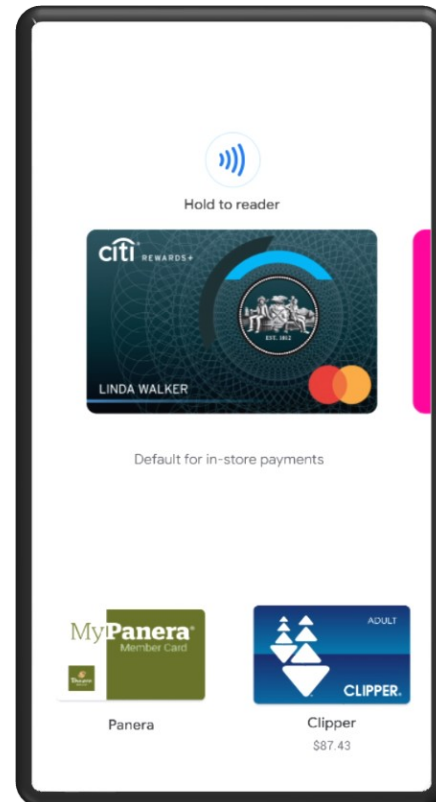 Hold to reader
citi REWARDS+
EST. 1812
LINDA WALKER
Default for in-store payments
MyPanera®
Member Card
Panera
ADULT
CLIPPER®
Panera
Clipper
$87.43